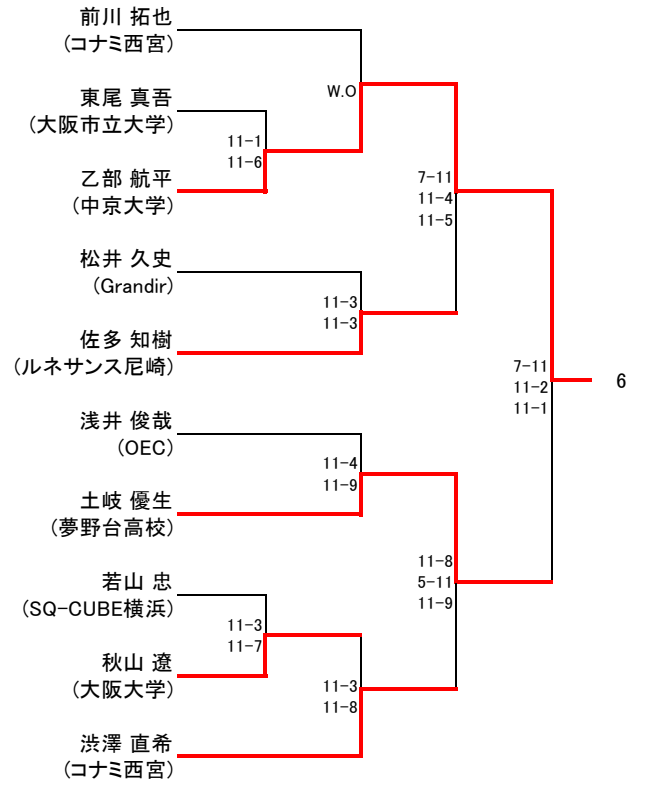 前川 拓也
(コナミ西宮)
W.O
東尾 真吾
(大阪市立大学)
11-1
11-6
乙部 航平
(中京大学)
7-11
11-4
11-5
松井 久史
(Grandir)
11-3
11-3
佐多 知樹
(ルネサンス尼崎)
7-11
11-2
11-1
6
浅井 俊哉
(OEC)
11-4
11-9
土岐 優生
(夢野台高校)
11-8
5-11
11-9
若山 忠
(SQ-CUBE横浜)
11-3
11-7
秋山 遼
(大阪大学)
11-3
11-8
渋澤 直希
(コナミ西宮)